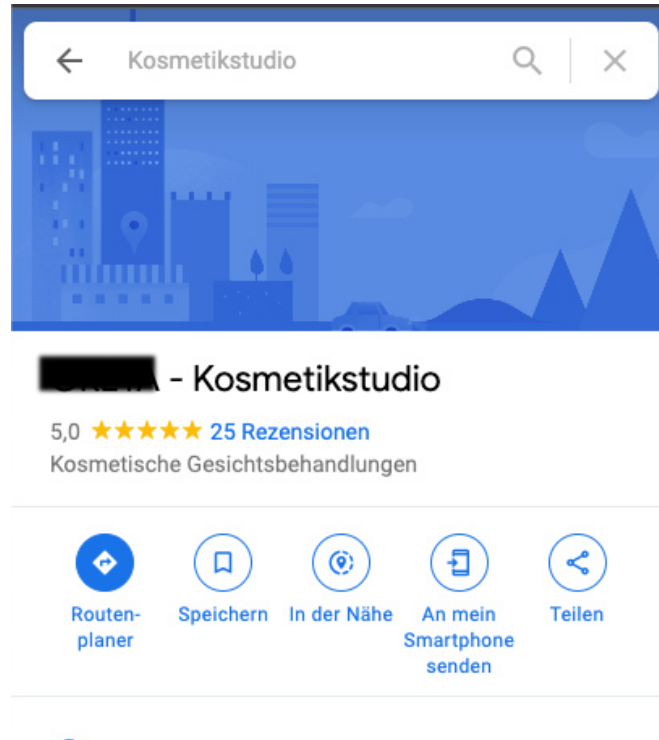 Kosmetikstudio
- Kosmetikstudio
5,0 25 Rezensionen
Kosmetische Gesichtsbehandlungen
Routen-
planer
Speichern
In der Nähe
An mein
Smartphone
senden
Teilen